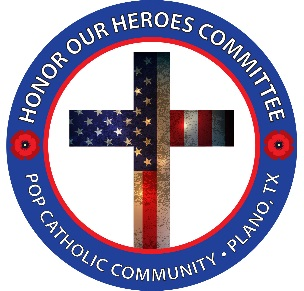 HONOR OUR HEROES COMMITTEE
POP CATHOLIC COMMUNITY • PLANO, TX